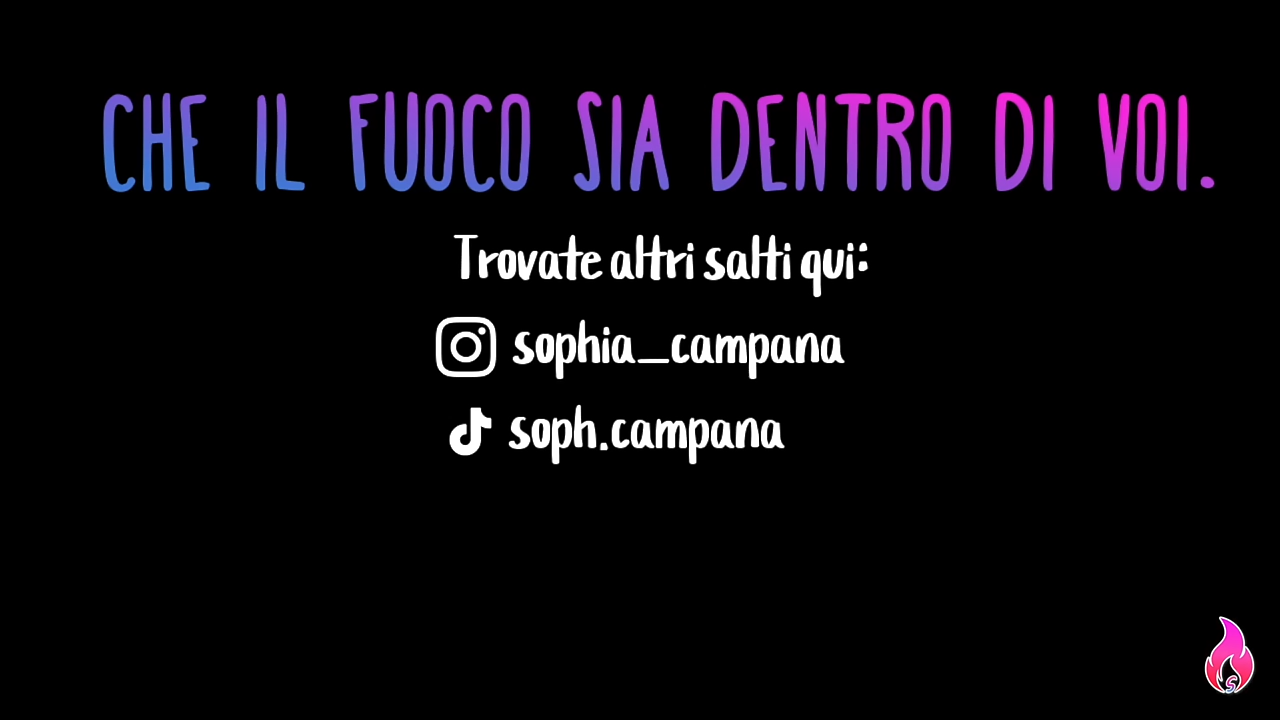 CHE IL FUOCO SIA DENTRO DI VOI.
Trovate altri salti qui:
sophia_campana
soph.campana
S